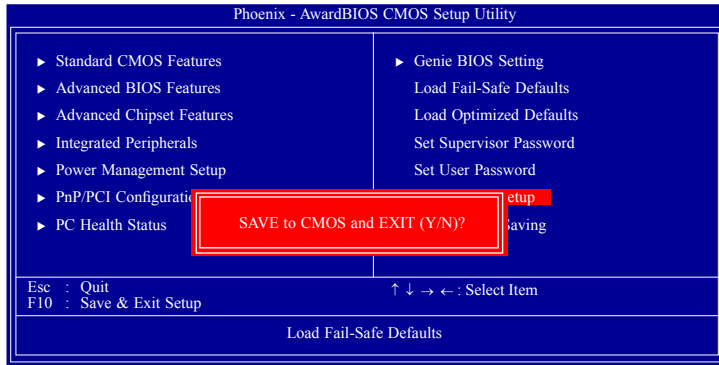 Phoenix - AwardBIOS CMOS Setup Utility
▶ Standard CMOS Features
▶ Advanced BIOS Features
▶ Advanced Chipset Features
▶ Integrated Peripherals
▶ Power Management Setup
▶ PnP/PCI
▶ PC Health Status
▶ Genie BIOS Setting
Load Fail-Safe Defaults
Load Optimized Defaults
Set Supervisor Password
Set User Password
etup
Saving
SAVE to CMOS and EXIT (Y/N)?
Esc : Quit
F10 : Save & Exit Setup
↑ ↓ → ← : Select Item
Load Fail-Safe Defaults